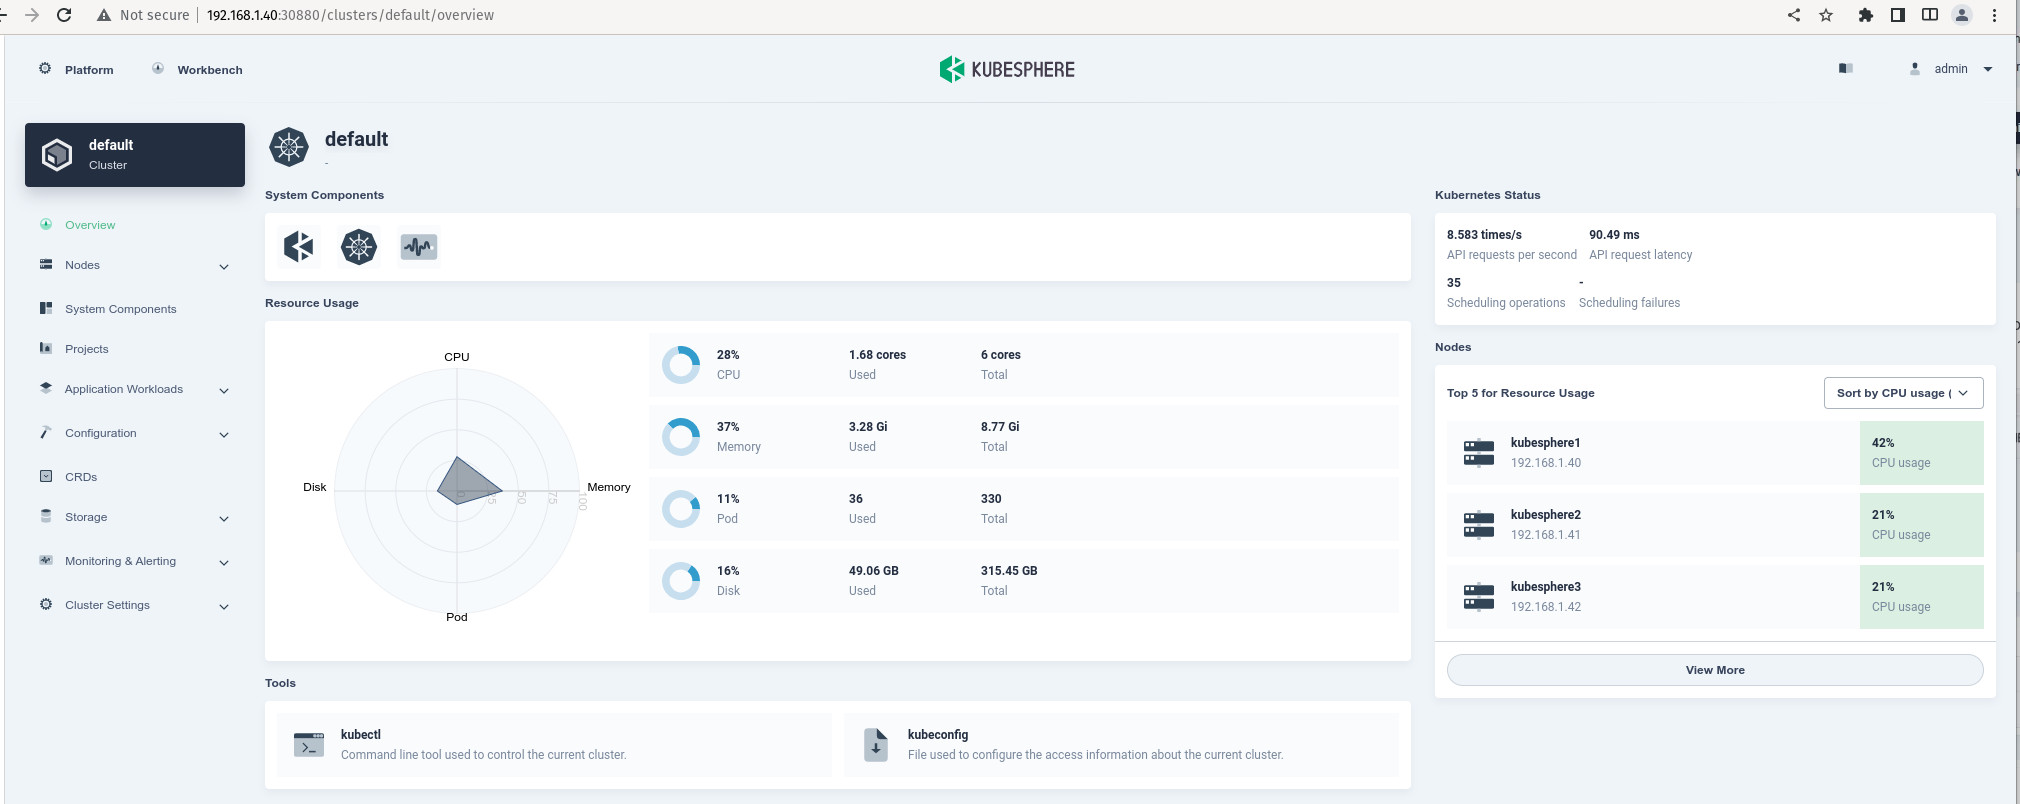 Not secure | 192.168.1.40:30880/clusters/default/overview
Platform Workbench
KUBESPHERE
admin
default
Cluster
Overview
Nodes
System Components
Projects
Application Workloads
Configuration
CRDs
Storage
Monitoring & Alerting
Cluster Settings
default
-
System Components
Resource Usage
CPU
Disk
Memory
Pod
0 25 50 75 100
28% 1.68 cores 6 cores
CPU Used Total
37% 3.28 Gi 8.77 Gi
Memory Used Total
11% 36 330
Pod Used Total
16% 49.06 GB 315.45 GB
Disk Used Total
Tools
kubectl
Command line tool used to control the current cluster.
kubeconfig
File used to configure the access information about the current cluster.
Kubernetes Status
8.583 times/s 90.49 ms
API requests per second API request latency
35 -
Scheduling operations Scheduling failures
Nodes
Top 5 for Resource Usage
Sort by CPU usage (
kubesphere1 42%
192.168.1.40 CPU usage
kubesphere2 21%
192.168.1.41 CPU usage
kubesphere3 21%
192.168.1.42 CPU usage
View More